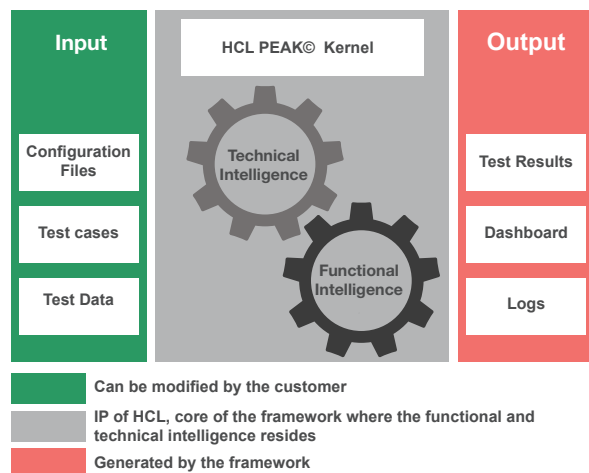 Input
HCL PEAK© Kernel
Output
Configuration
Files
Test cases
Test Data
Technical
Intelligence
Functional
Intelligence
Test Results
Dashboard
Logs
Can be modified by the customer
IP of HCL, core of the framework where the functional and
technical intelligence resides
Generated by the framework